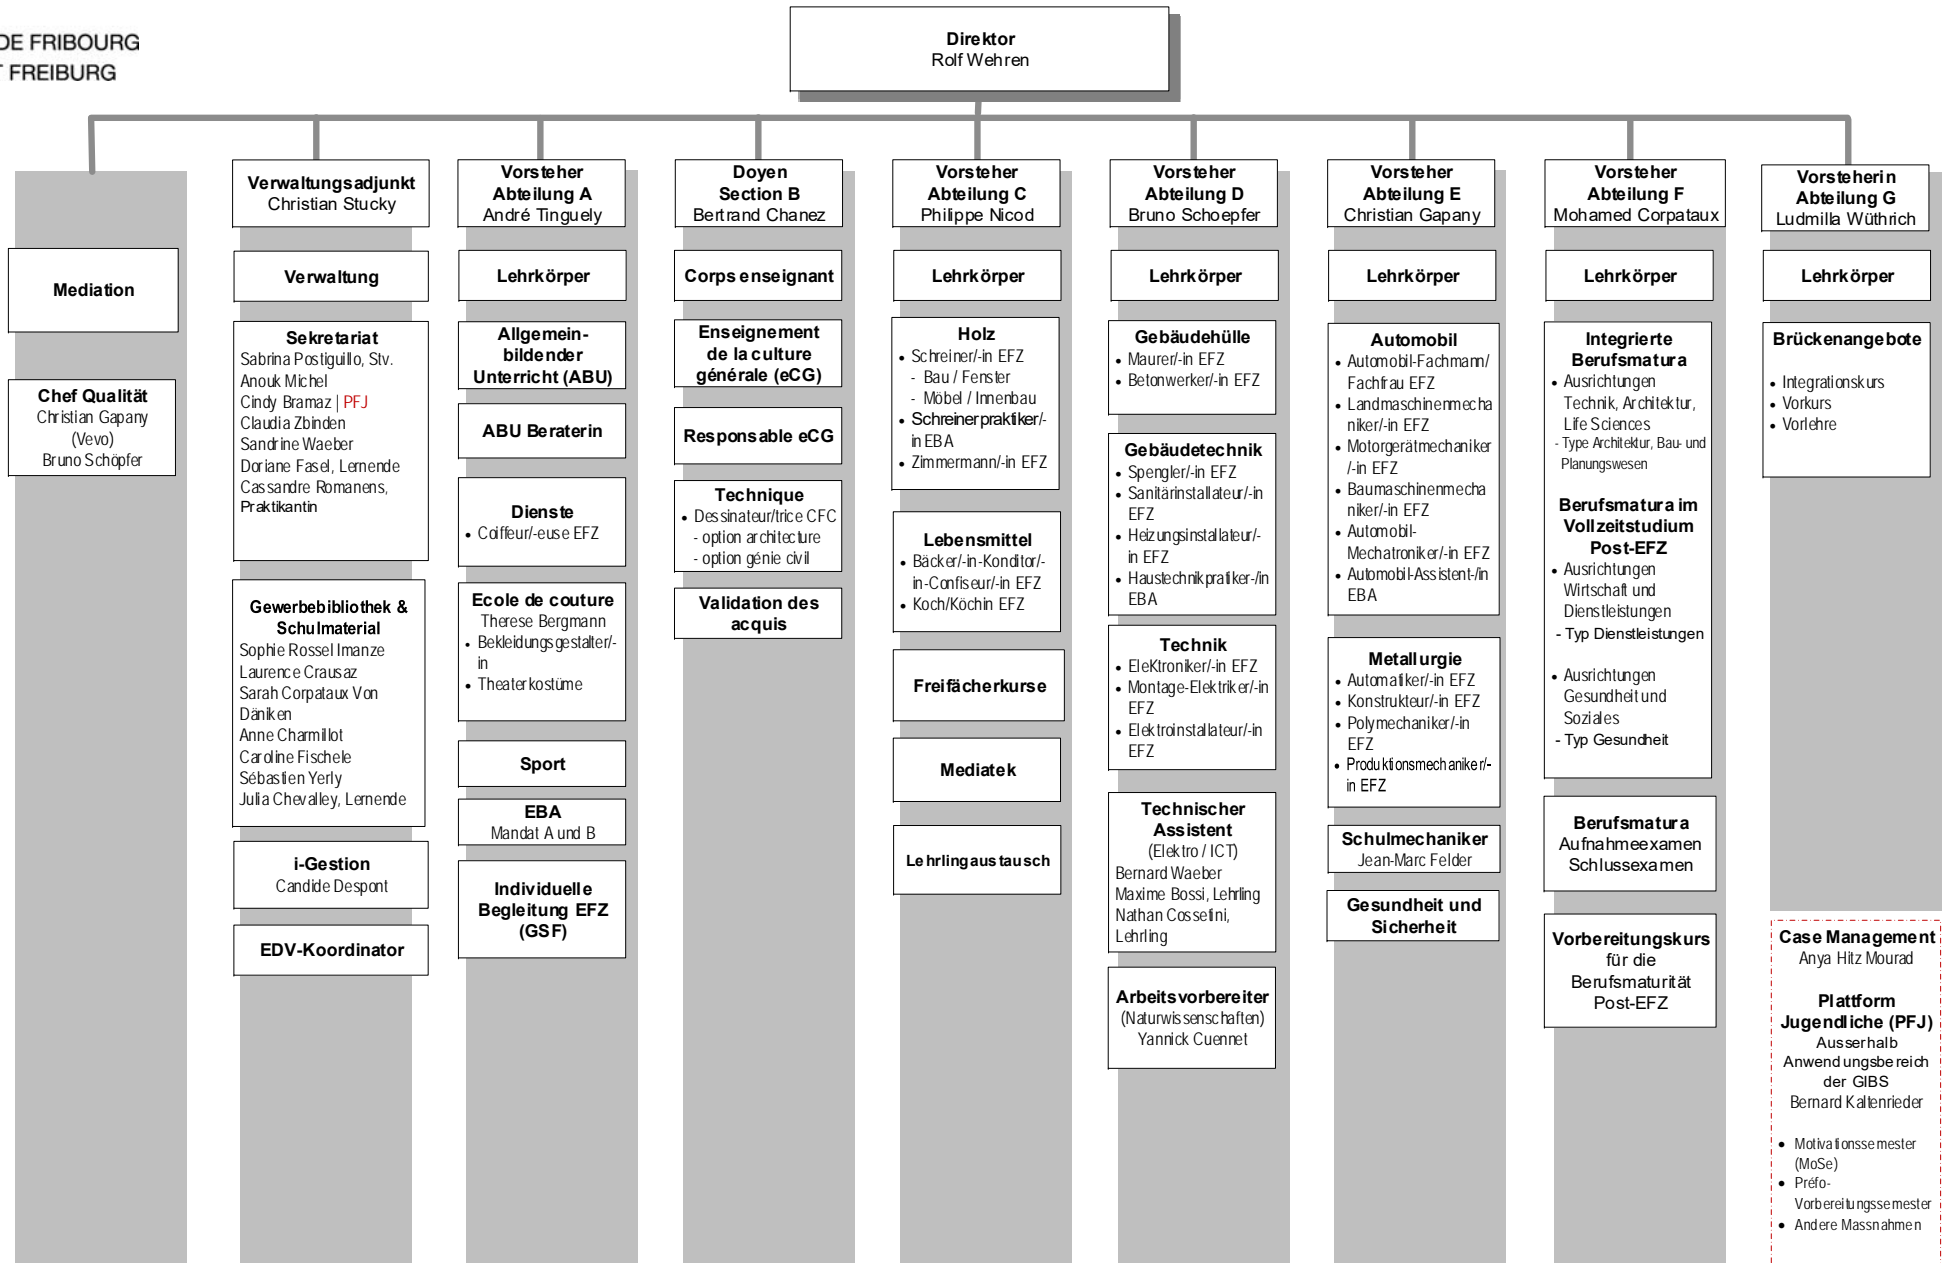 DE FRIBOURG
T FREIBURG
Direktor
Rolf Wehren
Mediation
Chef Qualität
Christian Gapany
(Vevo)
Bruno Schöpfer
Verwaltungsadjunkt
Christian Stucky
Verwaltung
Sekretariat
Sabrina Postiguillo, Stv.
Anouk Michel
Cindy Bramaz | PFJ
Claudia Zbinden
Sandrine Waeber
Doriane Fasel, Lernende
Cassandre Romanens,
Praktikantin
Gewerbebibliothek &
Schulmaterial
Sophie Rossel Imanze
Laurence Crausaz
Sarah Corpataux Von
Däniken
Anne Charmillot
Caroline Fischele
Sébastien Yerly
Julia Chevalley, Lernende
i-Gestion
Candide Despont
EDV-Koordinator
Vorsteher
Abteilung A
André Tinguely
Lehrkörper
Allgemein-
bildender
Unterricht (ABU)
ABU Beraterin
Dienste
• Coiffeur/-euse EFZ
Ecole de couture
Therese Bergmann
• Bekleidungsgestalter/-
in
• Theaterkostüme
Sport
EBA
Mandat A und B
Individuelle
Begleitung EFZ
(GSF)
Doyen
Section B
Bertrand Chanez
Corps enseignant
Enseignement
de la culture
générale (eCG)
Responsable eCG
Technique
• Dessinateur/trice CFC
- option architecture
- option génie civil
Validation des
acquis
Vorsteher
Abteilung C
Philippe Nicod
Lehrkörper
Holz
• Schreiner/-in EFZ
- Bau / Fenster
- Möbel / Innenbau
• Schreinerpraktiker/-
in EBA
• Zimmermann/-in EFZ
Lebensmittel
• Bäcker/-in-Konditor/-
in-Confiseur/-in EFZ
• Koch/Köchin EFZ
Freifächerkurse
Mediatek
Lehrlingaustausch
Vorsteher
Abteilung D
Bruno Schoepfer
Lehrkörper
Gebäudehülle
• Maurer/-in EFZ
• Betonwerker/-in EFZ
Gebäudetechnik
• Spengler/-in EFZ
• Sanitärinstallateur/-in
EFZ
• Heizungsinstallateur/-
in EFZ
• Haustechnikpratiker-/in
EBA
Technik
• EleKtroniker/-in EFZ
• Montage-Elektriker/-in
EFZ
• Elektroinstallateur/-in
EFZ
Technischer
Assistent
(Elektro / ICT)
Bernard Waeber
Maxime Bossi, Lehrling
Nathan Cossetini,
Lehrling
Arbeitsvorbereiter
(Naturwissenschaften)
Yannick Cuennet
Vorsteher
Abteilung E
Christian Gapany
Lehrkörper
Automobil
• Automobil-Fachmann/
Fachfrau EFZ
• Landmaschinenmecha
niker/-in EFZ
• Motorgerätmechaniker
/-in EFZ
• Baumaschinenmecha
niker/-in EFZ
• Automobil-
Mechatroniker/-in EFZ
• Automobil-Assistent-/in
EBA
Metallurgie
• Automatiker/-in EFZ
• Konstrukteur/-in EFZ
• Polymechaniker/-in
EFZ
• Produktionsmechaniker/-
in EFZ
Schulmechaniker
Jean-Marc Felder
Gesundheit und
Sicherheit
Vorsteher
Abteilung F
Mohamed Corpataux
Lehrkörper
Integrierte
Berufsmatura
• Ausrichtungen
Technik, Architektur,
Life Sciences
- Type Architektur, Bau- und
Planungswesen
Berufsmatura im
Vollzeitstudium
Post-EFZ
• Ausrichtungen
Wirtschaft und
Dienstleistungen
- Typ Dienstleistungen
• Ausrichtungen
Gesundheit und
Soziales
- Typ Gesundheit
Berufsmatura
Aufnahmeexamen
Schlussexamen
Vorbereitungskurs
für die
Berufsmaturität
Post-EFZ
Vorsteherin
Abteilung G
Ludmilla Wüthrich
Lehrkörper
Brückenangebote
• Integrationskurs
• Vorkurs
• Vorlehre
Case Management
Anya Hitz Mourad
Plattform
Jugendliche (PFJ)
Ausserhalb
Anwendungsbereich
der GIBS
Bernard Kaltenrieder
• Motivationssemester
(MoSe)
• Préfo-
Vorbereitungssemester
• Andere Massnahmen